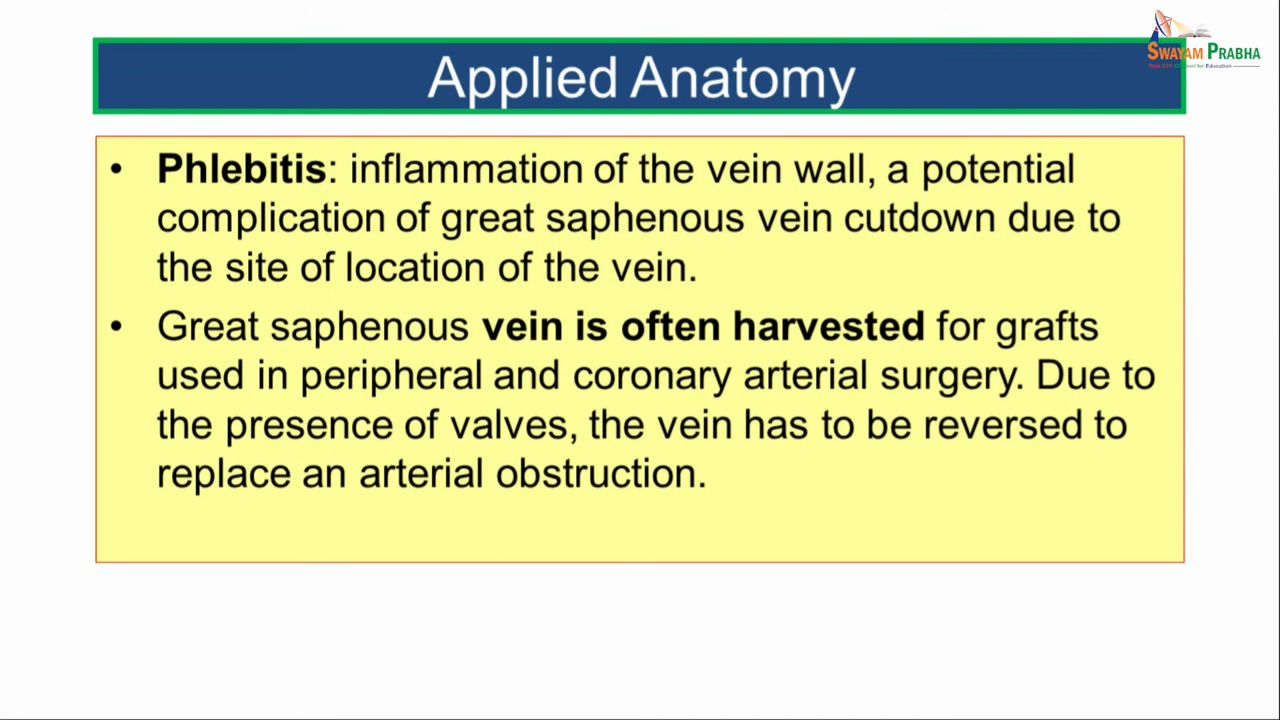 SWAYAM PRABHA
Applied Anatomy
• Phlebitis: inflammation of the vein wall, a potential
complication of great saphenous vein cutdown due to
the site of location of the vein.
• Great saphenous vein is often harvested for grafts
used in peripheral and coronary arterial surgery. Due to
the presence of valves, the vein has to be reversed to
replace an arterial obstruction.